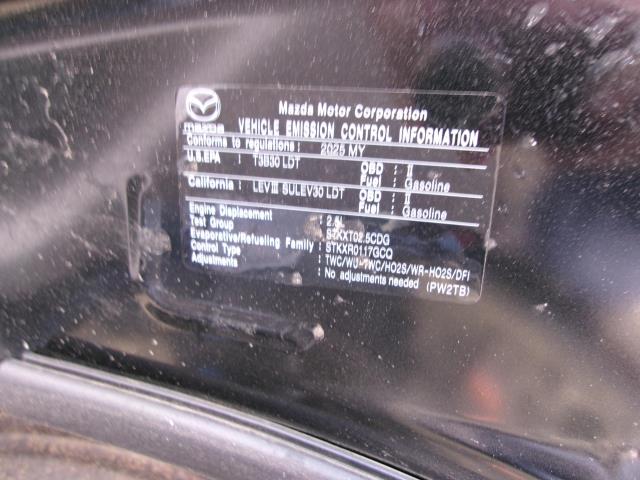 Mazda Motor Corporation
mazda VEHICLE EMISSION CONTROL INFORMATION
Conforms to regulations : 2025 MY
U.S.EPA : T3B30 LDT OBD : II
Fuel : Gasoline
California : LEVIII SULEV30 LDT OBD : II
Fuel : Gasoline
Engine Displacement : 2.5L
Test Group : STKXT02.5CDG
Evaporative/Refueling Family : STKXR0117GCQ
Control Type : TWC/WU-TWC/HO2S/WR-HO2S/DFI
Adjustments : No adjustments needed (PW2TB)